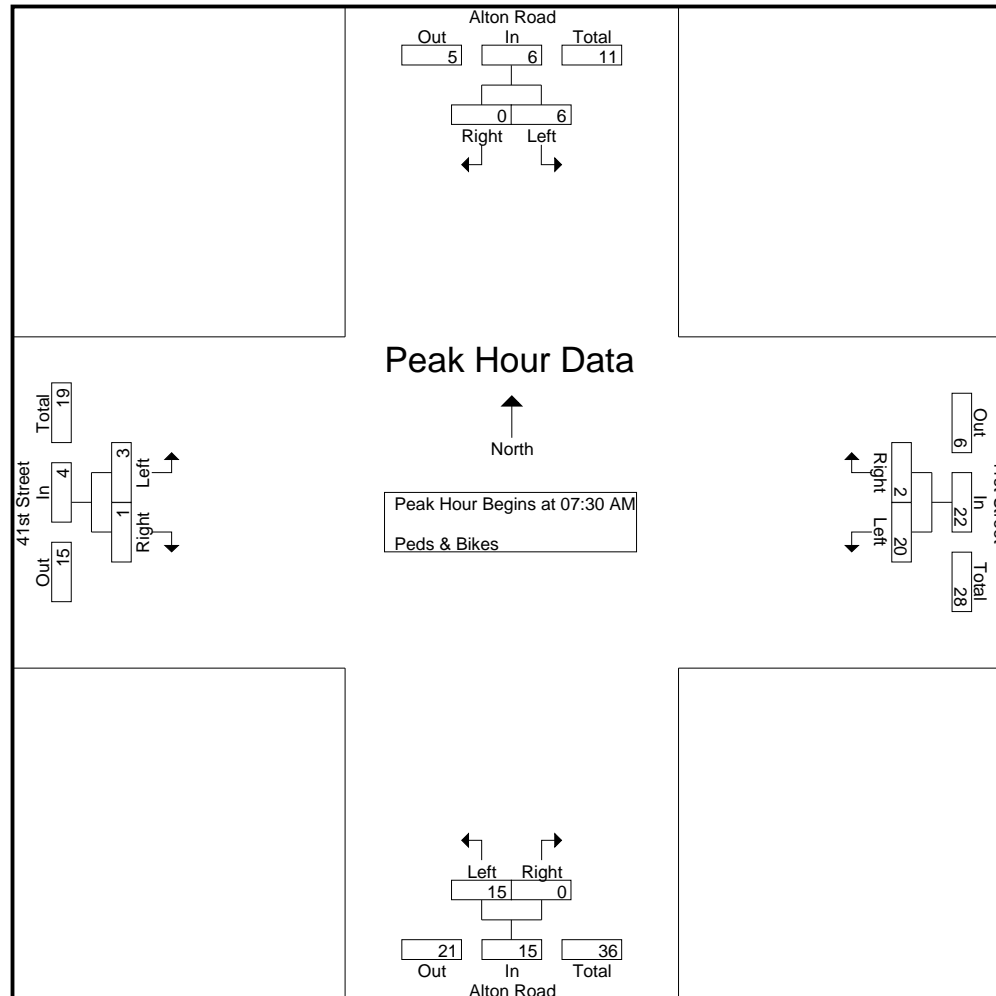 Alton Road
Out In Total
5 6 11
0 6
Right Left
Peak Hour Data
North
Peak Hour Begins at 07:30 AM
Peds & Bikes
41st Street
Total In Out
19 4 15
3 1
Left Right
Right Left
2 20
Out In Total
6 22 28
Left Right
15 0
21 15 36
Out In Total
Alton Road